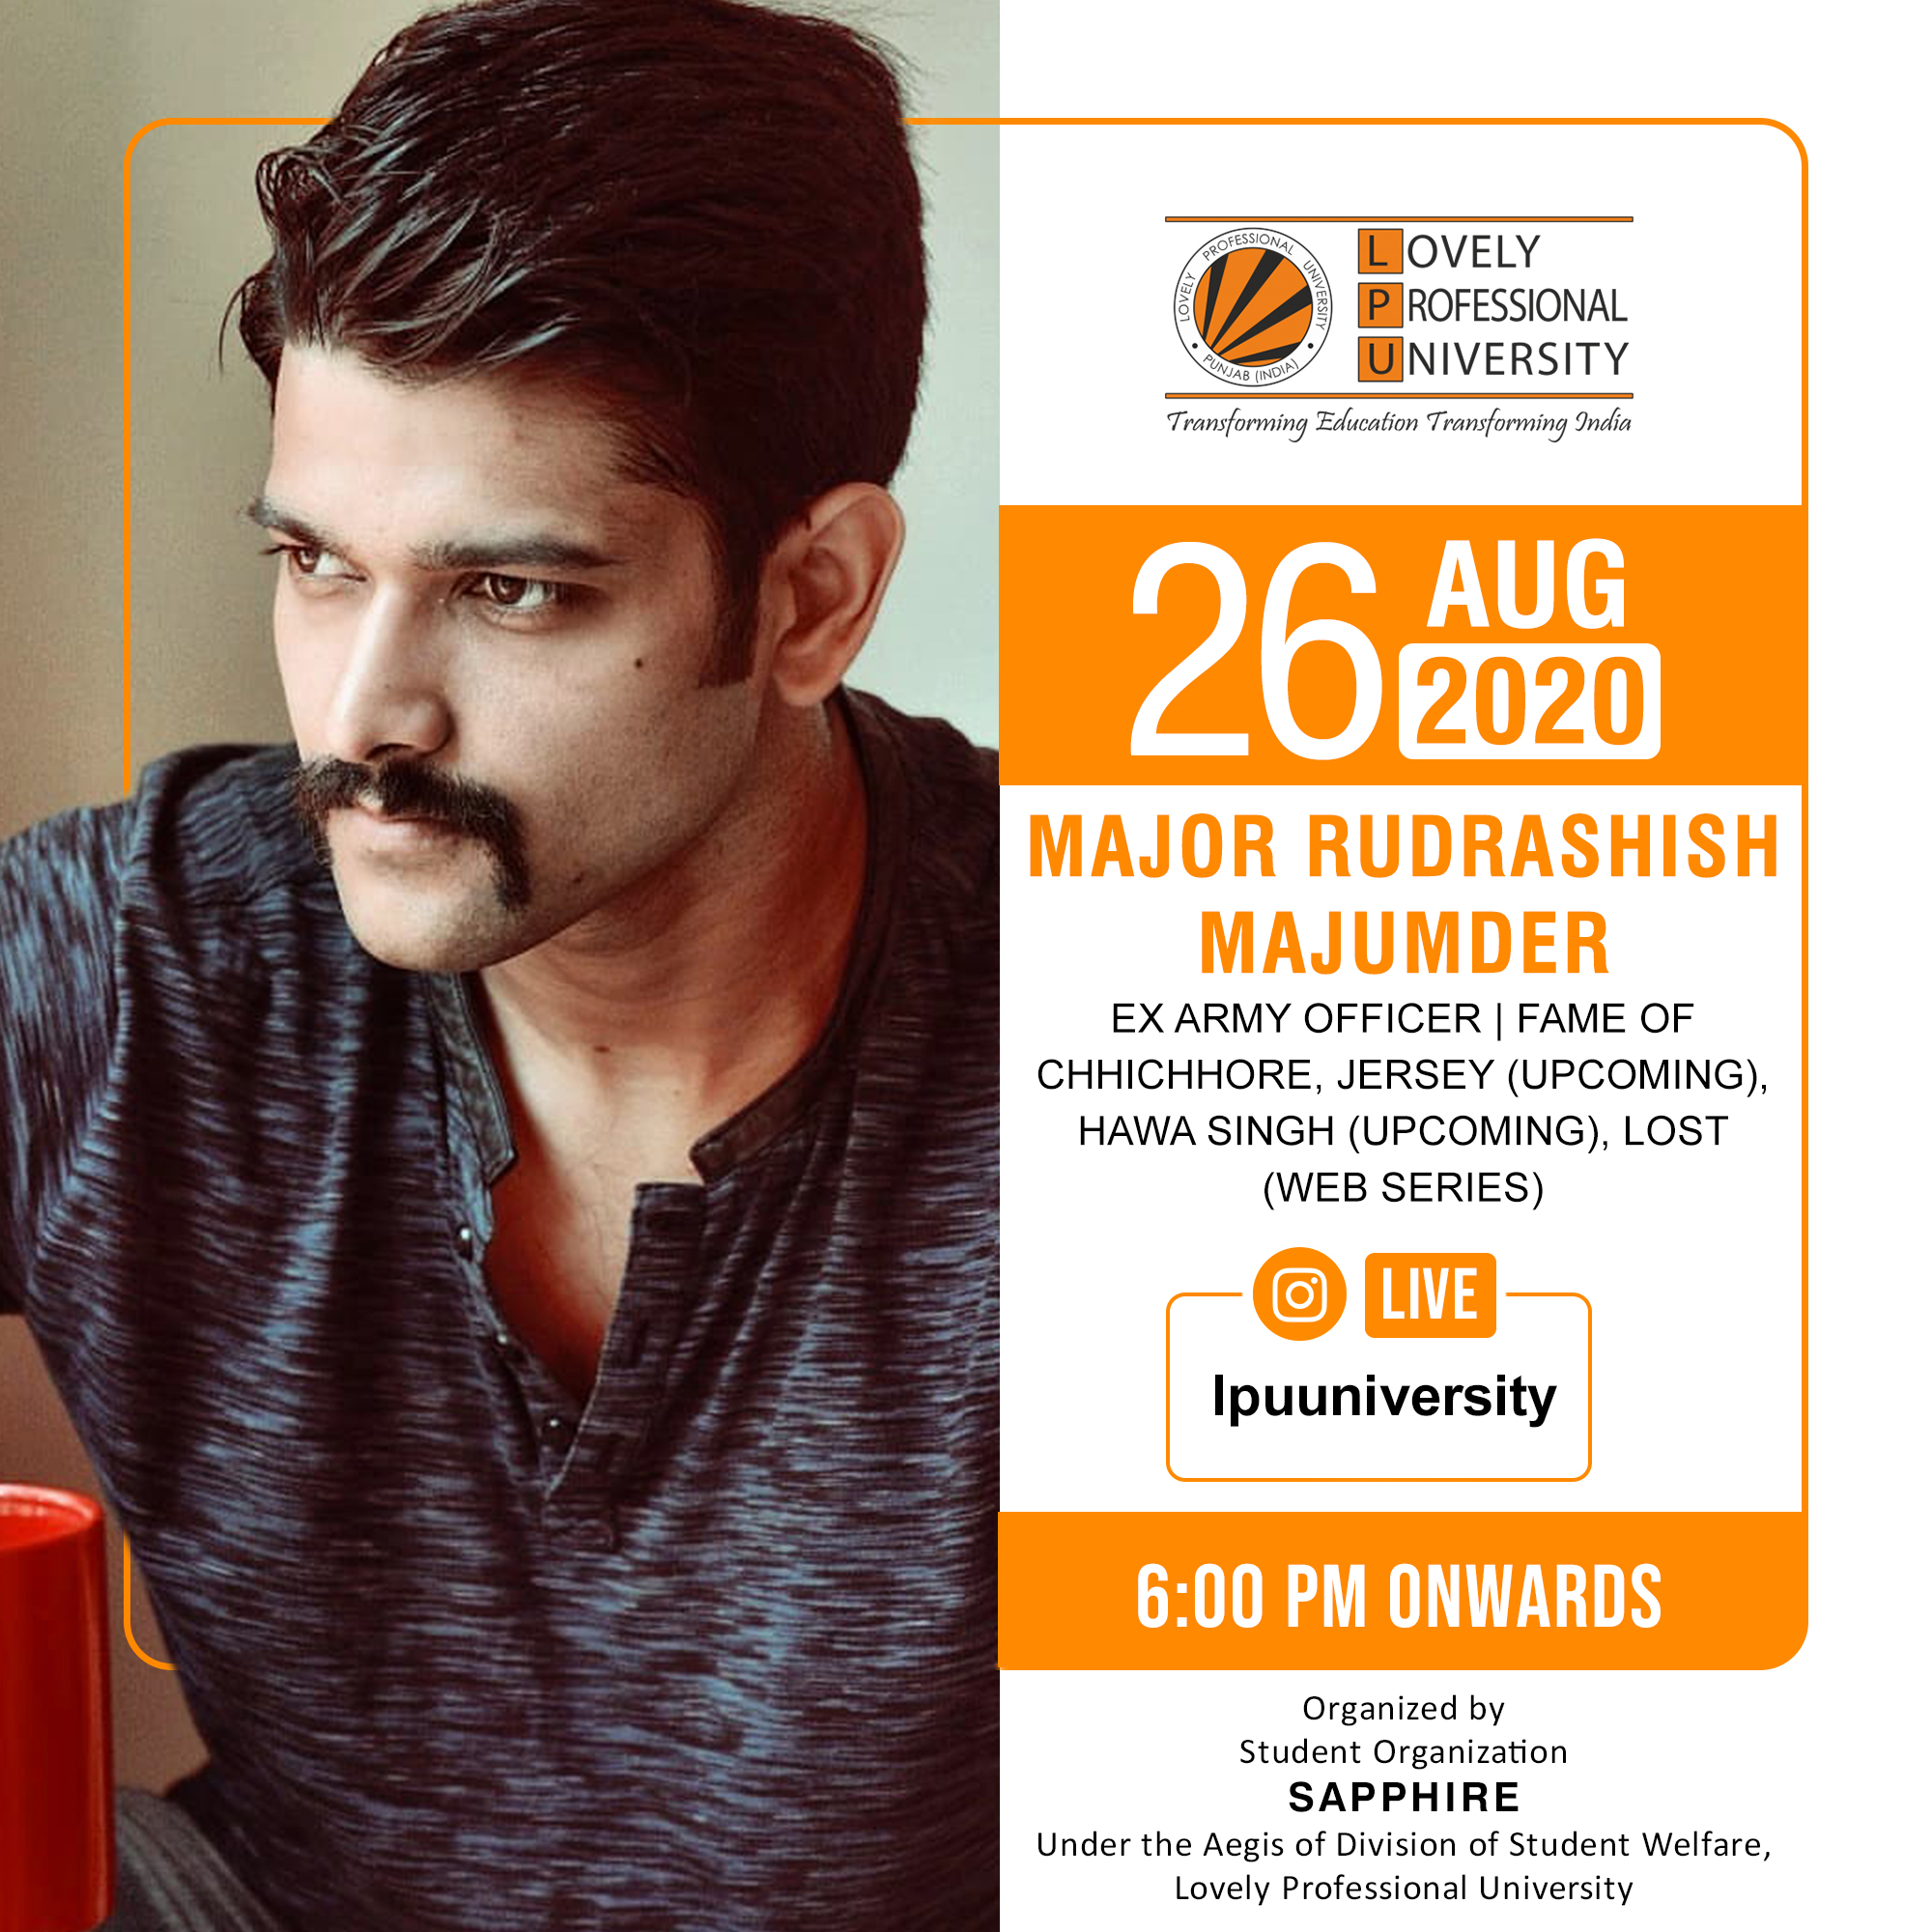 LOVELY PROFESSIONAL UNIVERSITY
PUNJAB (INDIA)
LOVELY
PROFESSIONAL
UNIVERSITY
Transforming Education Transforming India
26 AUG
2020
MAJOR RUDRASHISH
MAJUMDER
EX ARMY OFFICER | FAME OF
CHHICHHORE, JERSEY (UPCOMING),
HAWA SINGH (UPCOMING), LOST
(WEB SERIES)
LIVE
lpuuniversity
6:00 PM ONWARDS
Organized by
Student Organization
SAPPHIRE
Under the Aegis of Division of Student Welfare,
Lovely Professional University